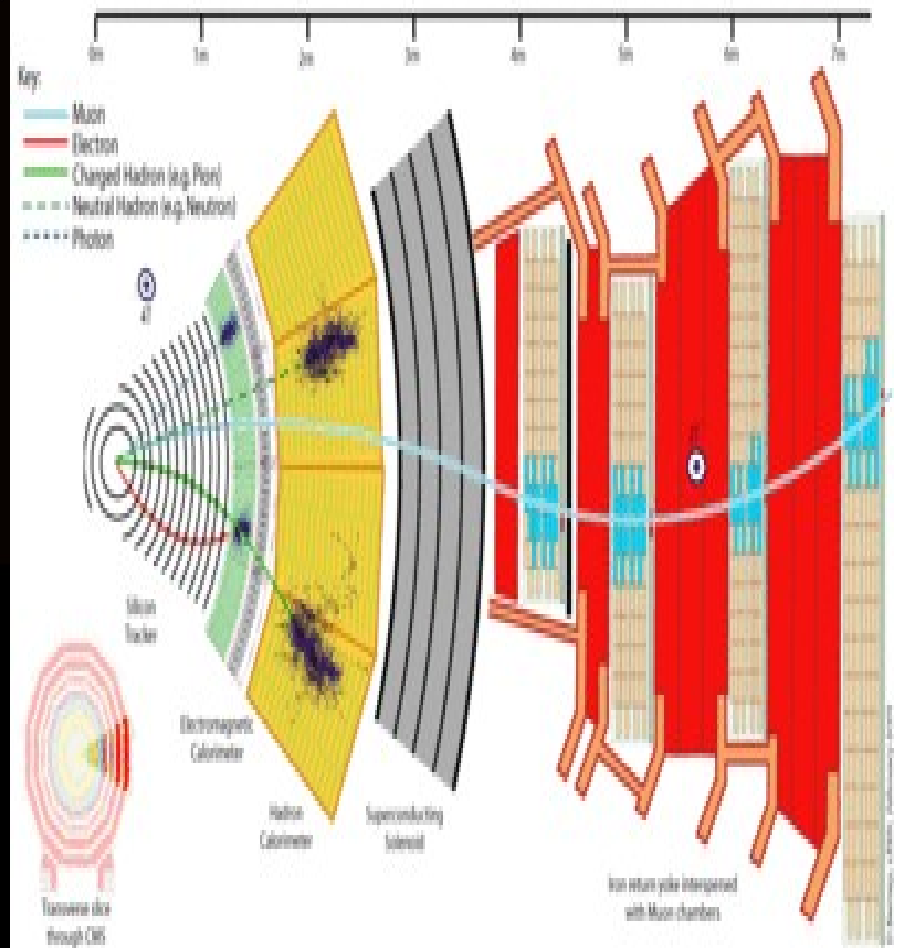 0m 1m 2m 3m 4m 5m 6m 7m
Key:
Muon
Electron
Charged Hadron (e.g. Pion)
Neutral Hadron (e.g. Neutron)
Photon
4T
Silicon
Tracker
Electromagnetic
Calorimeter
Hadron
Calorimeter
Superconducting
Solenoid
Iron return yoke interspersed
with Muon chambers
Transverse slice
through CMS